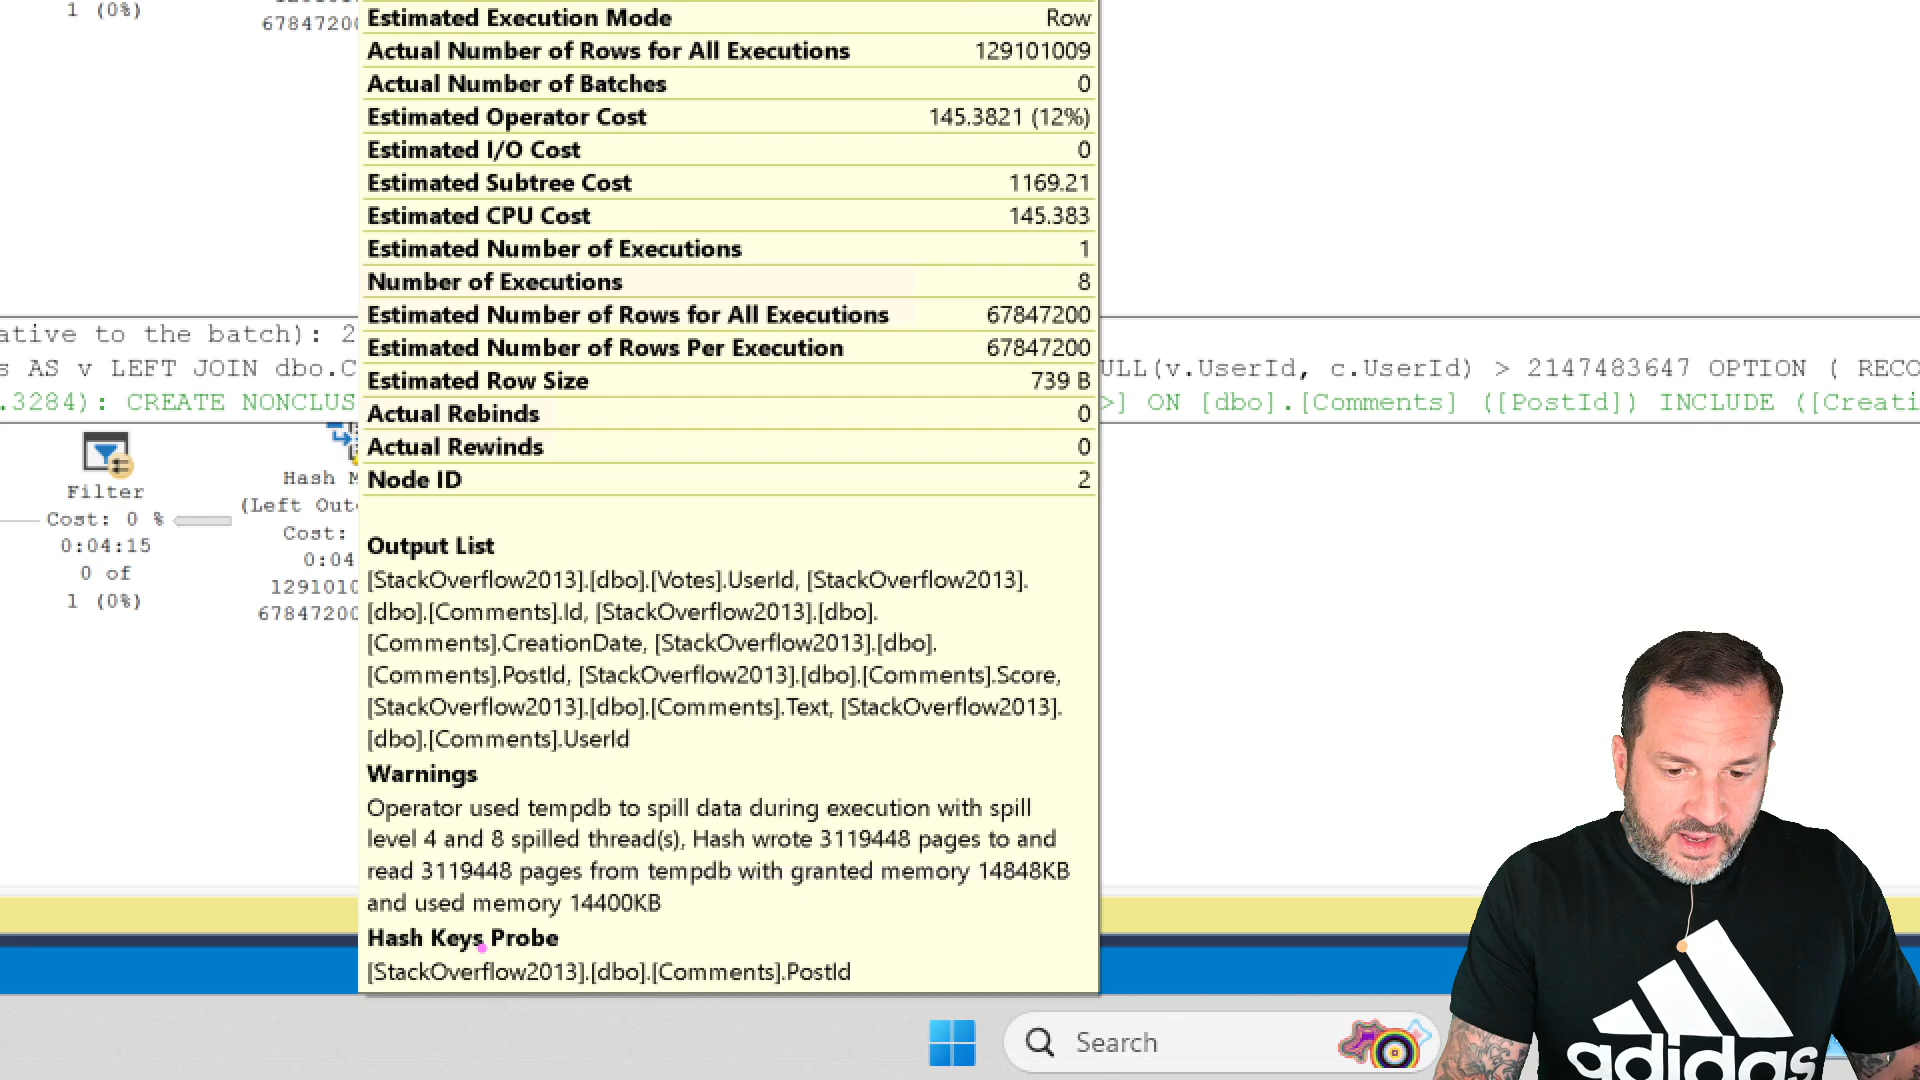 1 (0%)
6784720
Estimated Execution Mode Row
Actual Number of Rows for All Executions 129101009
Actual Number of Batches 0
Estimated Operator Cost 145.3821 (12%)
Estimated I/O Cost 0
Estimated Subtree Cost 1169.21
Estimated CPU Cost 145.383
Estimated Number of Executions 1
Number of Executions 8
Estimated Number of Rows for All Executions 67847200
Estimated Number of Rows Per Execution 67847200
Estimated Row Size 739 B
Actual Rebinds 0
Actual Rewinds 0
Node ID 2
ative to the batch): 2
s AS v LEFT JOIN dbo.C ULL(v.UserId, c.UserId) > 2147483647 OPTION ( RECO
.3284): CREATE NONCLUS >] ON [dbo].[Comments] ([PostId]) INCLUDE ([Creati
Filter
Cost: 0 %
0:04:15
0 of
1 (0%)
Hash M
(Left Out
Cost:
0:04
1291010
67847200
Output List
[StackOverflow2013].[dbo].[Votes].UserId, [StackOverflow2013].
[dbo].[Comments].Id, [StackOverflow2013].[dbo].
[Comments].CreationDate, [StackOverflow2013].[dbo].
[Comments].PostId, [StackOverflow2013].[dbo].[Comments].Score,
[StackOverflow2013].[dbo].[Comments].Text, [StackOverflow2013].
[dbo].[Comments].UserId
Warnings
Operator used tempdb to spill data during execution with spill
level 4 and 8 spilled thread(s), Hash wrote 3119448 pages to and
read 3119448 pages from tempdb with granted memory 14848KB
and used memory 14400KB
Hash Keys Probe
[StackOverflow2013].[dbo].[Comments].PostId
Search
adidas